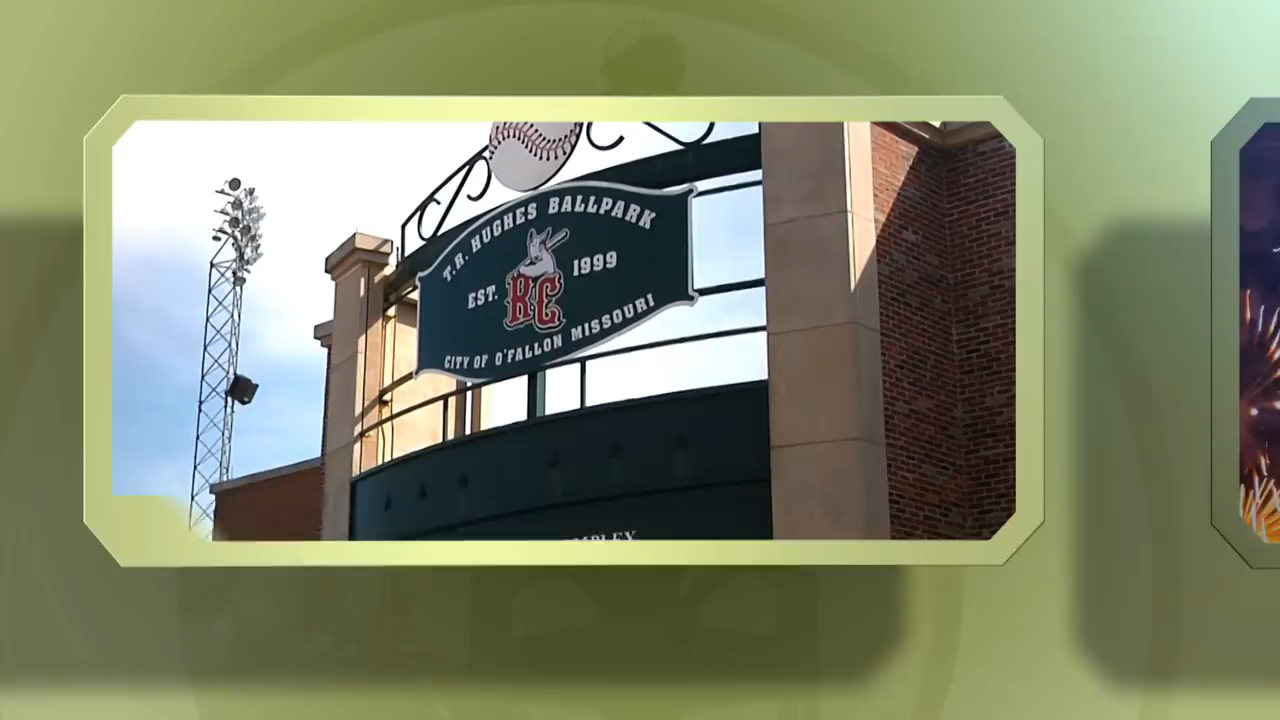 T.R. HUGHES BALLPARK
EST. RC 1999
CITY OF O'FALLON MISSOURI